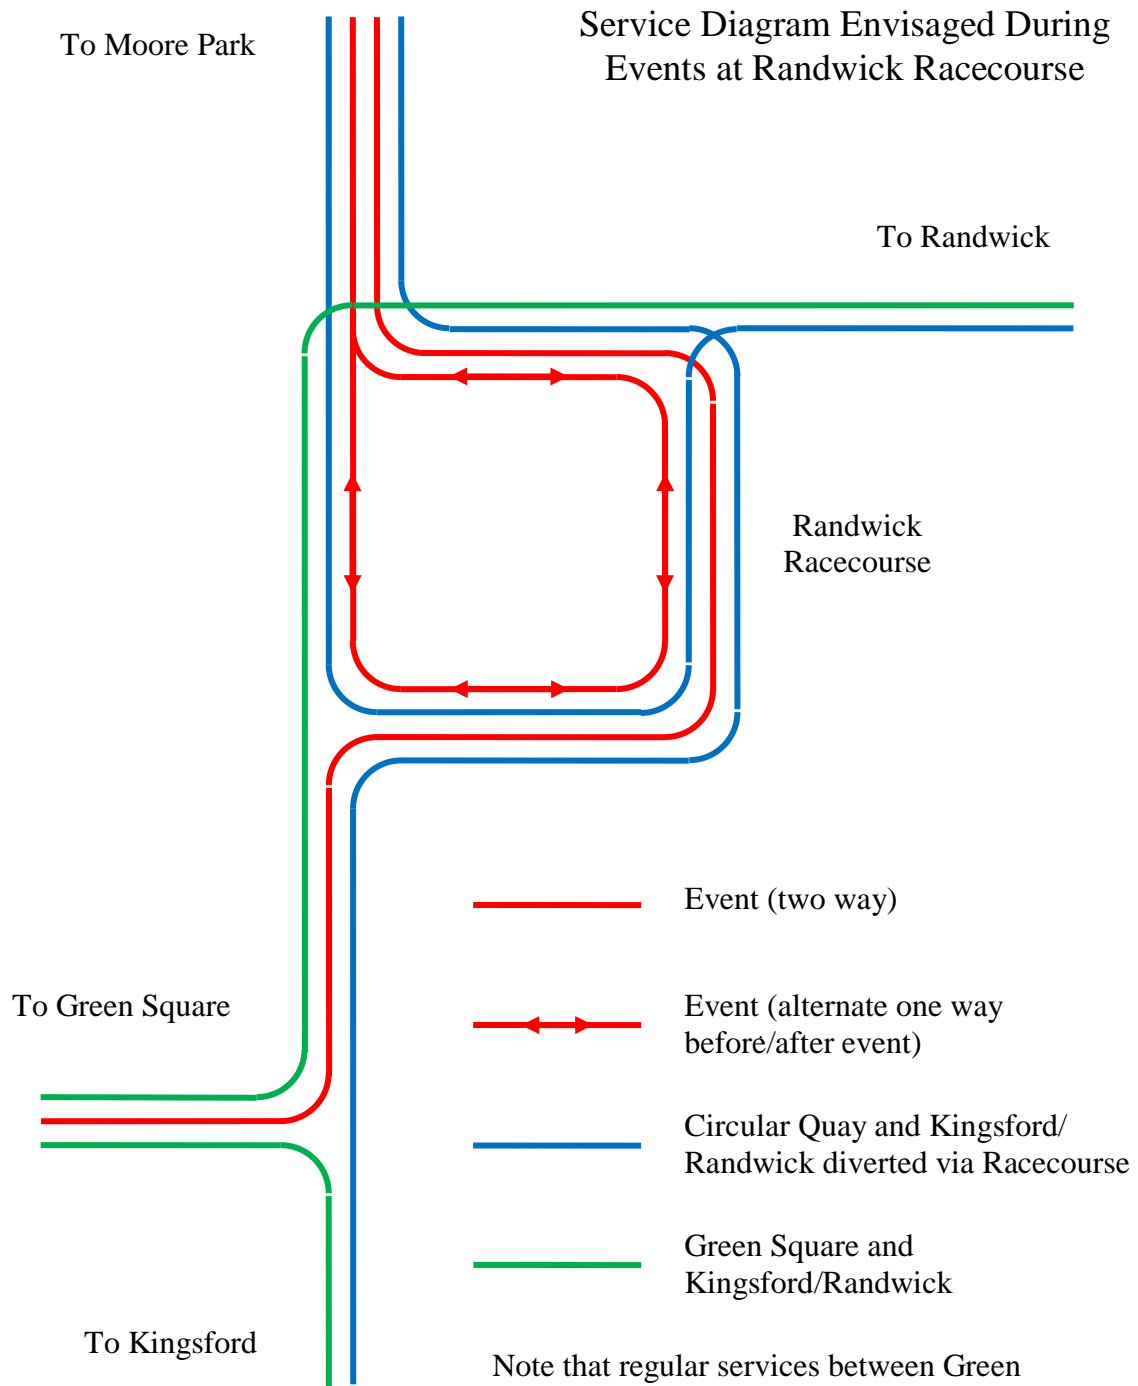 Service Diagram Envisaged During
Events at Randwick Racecourse
To Moore Park
To Randwick
Randwick
Racecourse
Event (two way)
To Green Square
Event (alternate one way
before/after event)
Circular Quay and Kingsford/
Randwick diverted via Racecourse
Green Square and
Kingsford/Randwick
To Kingsford
Note that regular services between Green